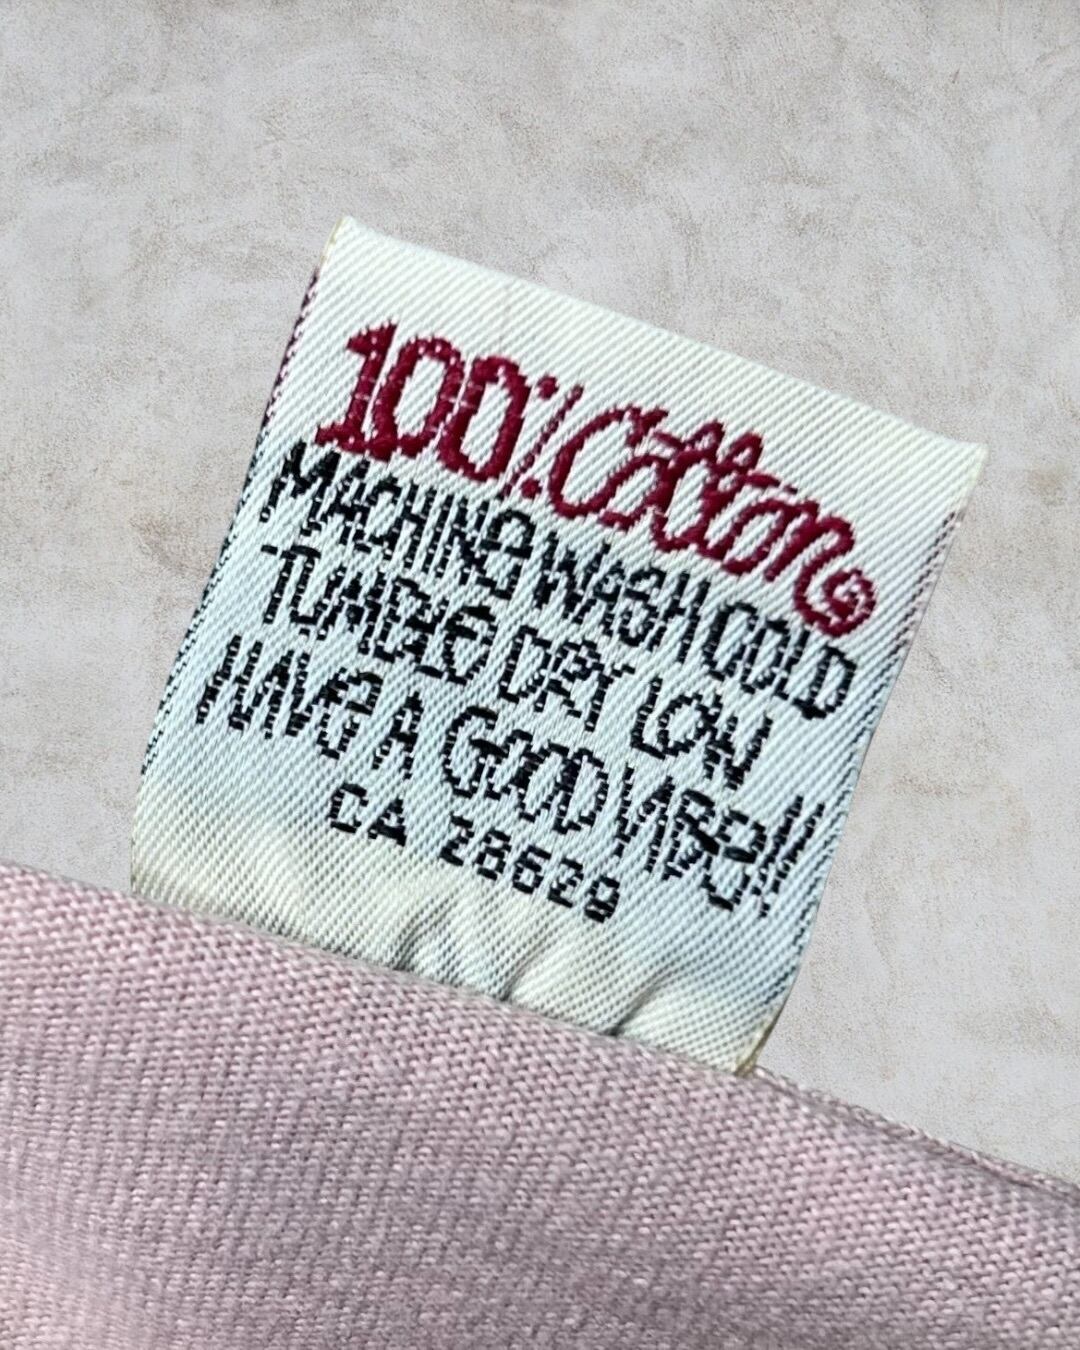 100% Cotton
MACHINE WASH COLD
TUMBLE DRY LOW
HAVE A GOOD VIBE!!
CA 28629